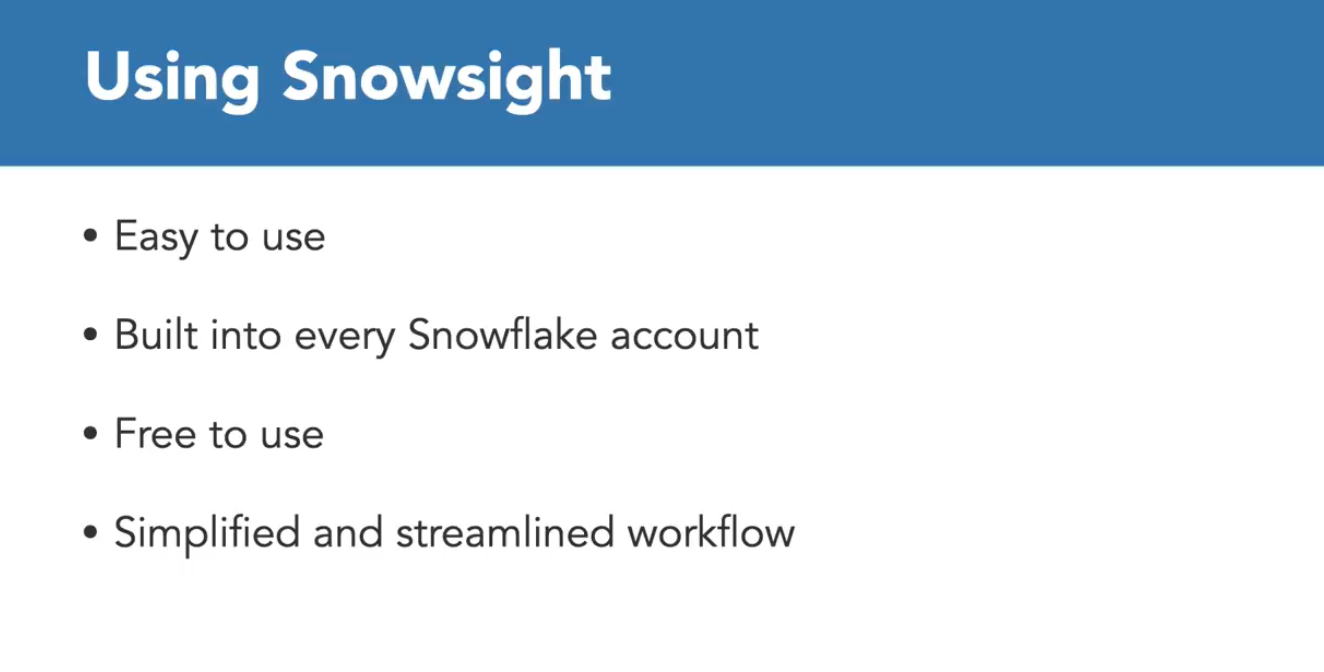 Using Snowsight
• Easy to use
• Built into every Snowflake account
• Free to use
• Simplified and streamlined workflow